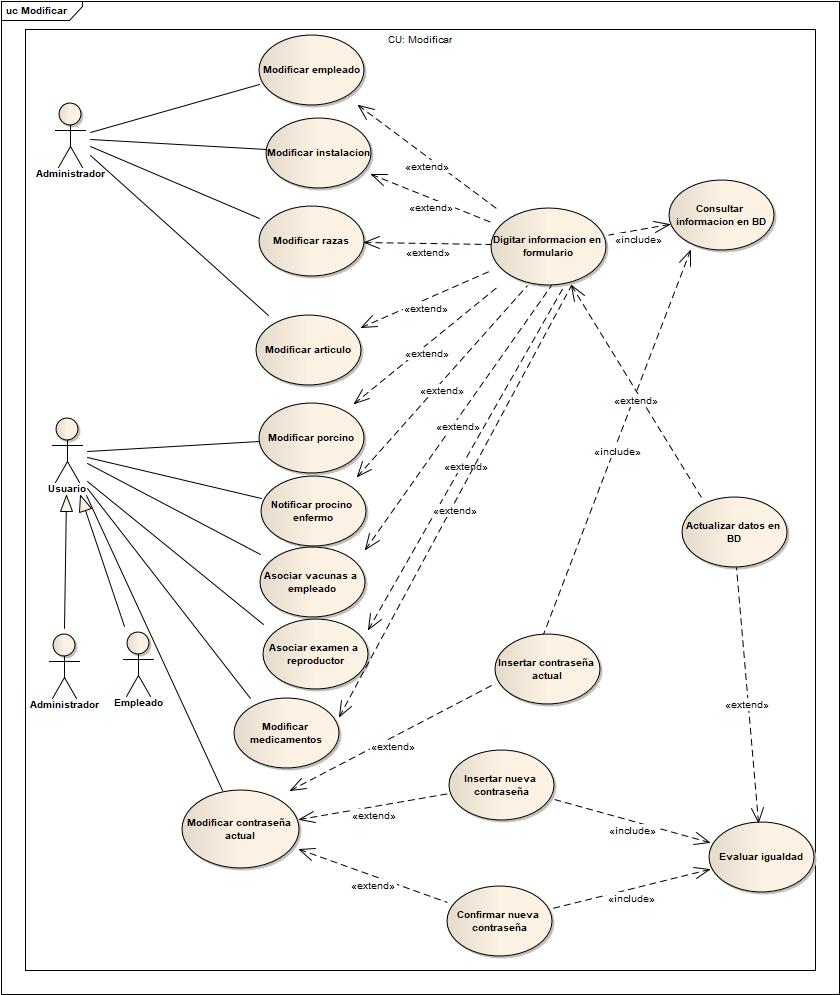 uc Modificar
CU: Modificar
Modificar empleado
Administrador
Modificar instalacion
«extend»
«extend»
Consultar
informacion en BD
Modificar razas
Digitar informacion en
formulario
«include»
«extend»
«extend»
Modificar articulo
«extend»
«extend»
«extend»
Modificar porcino
«extend»
«include»
«extend»
Usuario
Notificar procino
enfermo
«extend»
Actualizar datos en
BD
Asociar vacunas a
empleado
Asociar examen a
reproductor
Insertar contraseña
actual
Administrador
Empleado
«extend»
Modificar
medicamentos
«extend»
Insertar nueva
contraseña
«extend»
Modificar contraseña
actual
«include»
Evaluar igualdad
«extend»
«include»
Confirmar nueva
contraseña